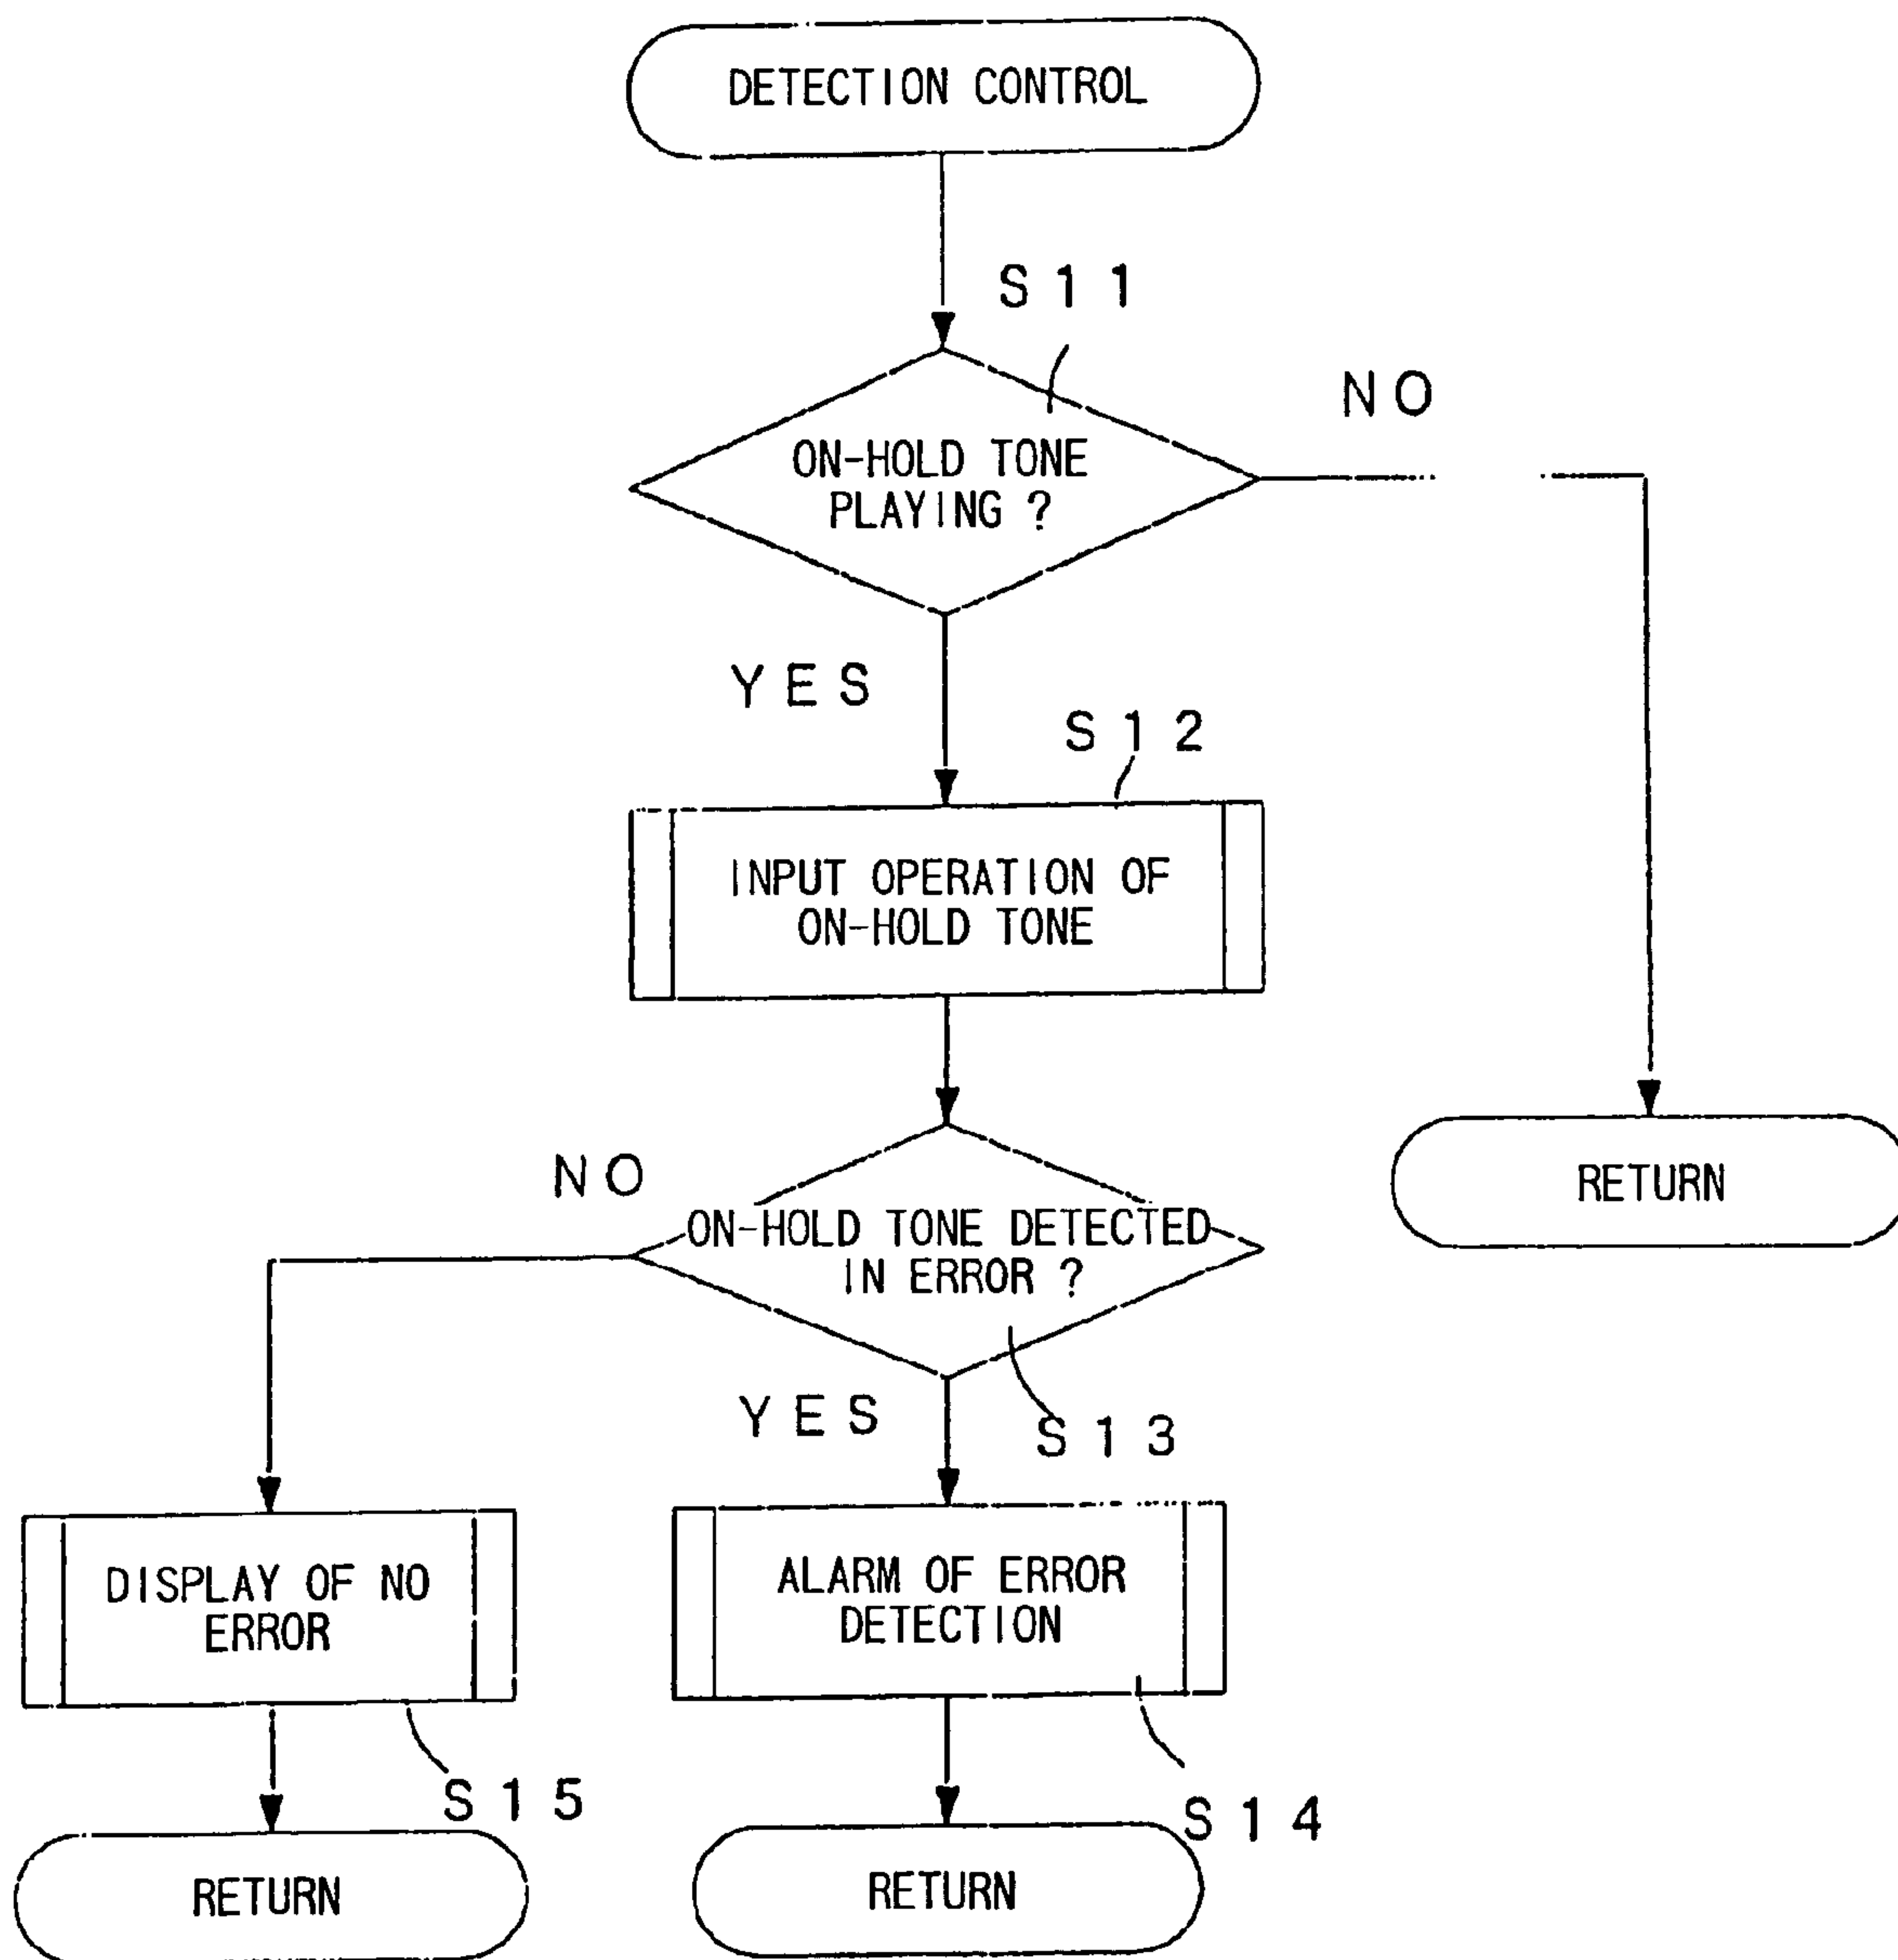 DETECTION CONTROL
S11
NO
ON-HOLD TONE
PLAYING ?
YES
S12
INPUT OPERATION OF
ON-HOLD TONE
NO
ON-HOLD TONE DETECTED
IN ERROR ?
RETURN
YES
S13
DISPLAY OF NO
ERROR
ALARM OF ERROR
DETECTION
S15
S14
RETURN
RETURN